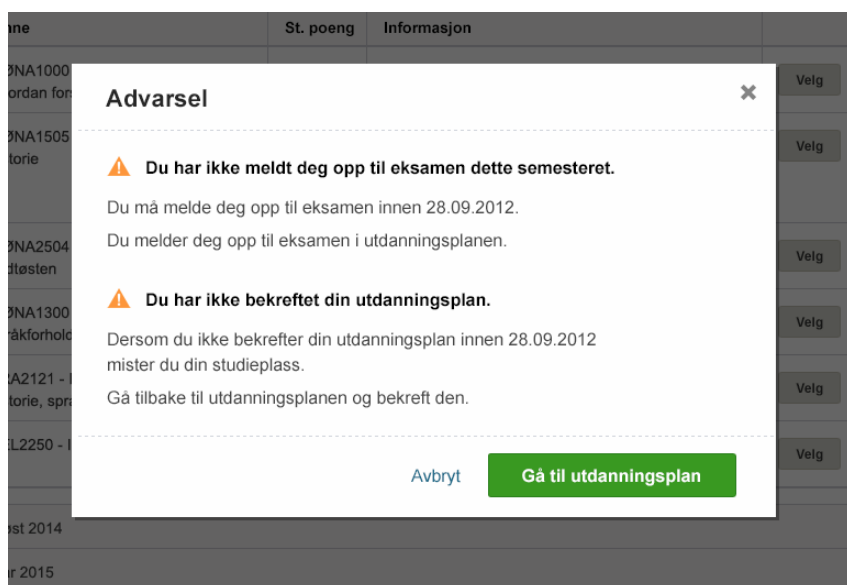 St. poeng Informasjon
Velg
Advarsel
Velg
Du har ikke meldt deg opp til eksamen dette semesteret.
Du må melde deg opp til eksamen innen 28.09.2012.
Du melder deg opp til eksamen i utdanningsplanen.
Velg
Du har ikke bekreftet din utdanningsplan.
Velg
Dersom du ikke bekrefter din utdanningsplan innen 28.09.2012
mister du din studieplass.
Velg
Gå tilbake til utdanningsplanen og bekreft den.
Velg
Avbryt Gå til utdanningsplan
2014
2015